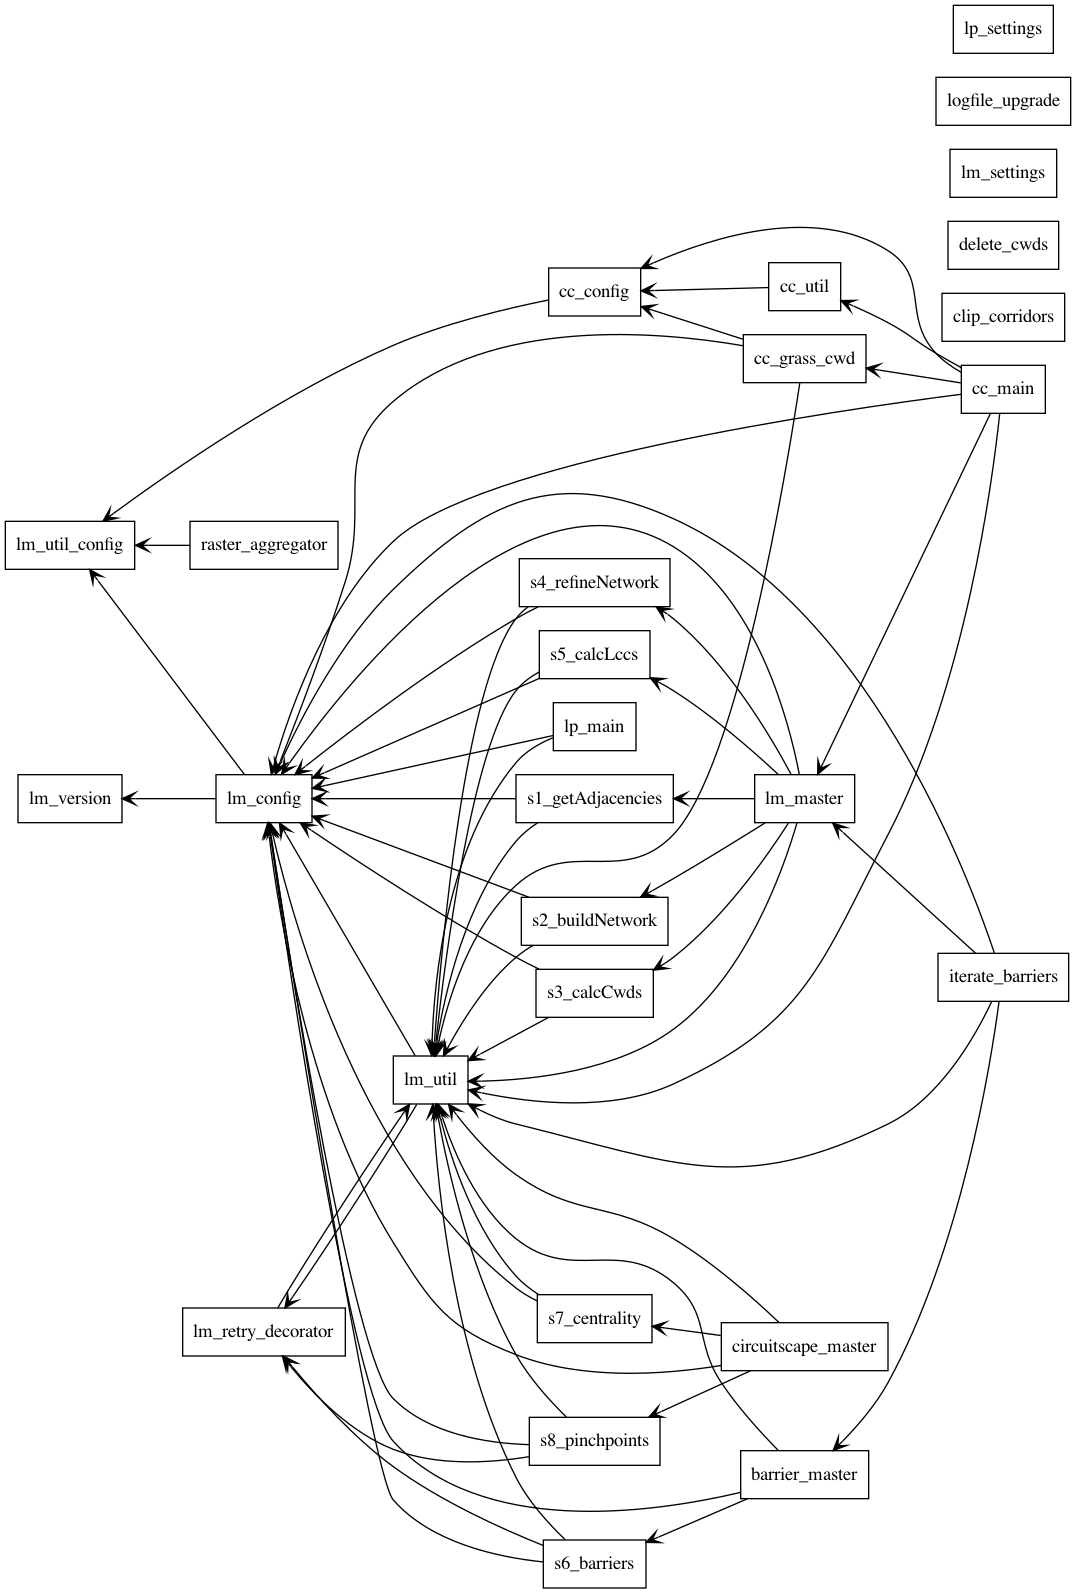 lp_settings
logfile_upgrade
lm_settings
delete_cwds
cc_config
cc_util
clip_corridors
cc_grass_cwd
cc_main
lm_util_config
raster_aggregator
s4_refineNetwork
s5_calcLccs
lp_main
lm_version
lm_config
s1_getAdjacencies
lm_master
s2_buildNetwork
iterate_barriers
s3_calcCwds
lm_util
s7_centrality
lm_retry_decorator
circuitscape_master
s8_pinchpoints
barrier_master
s6_barriers